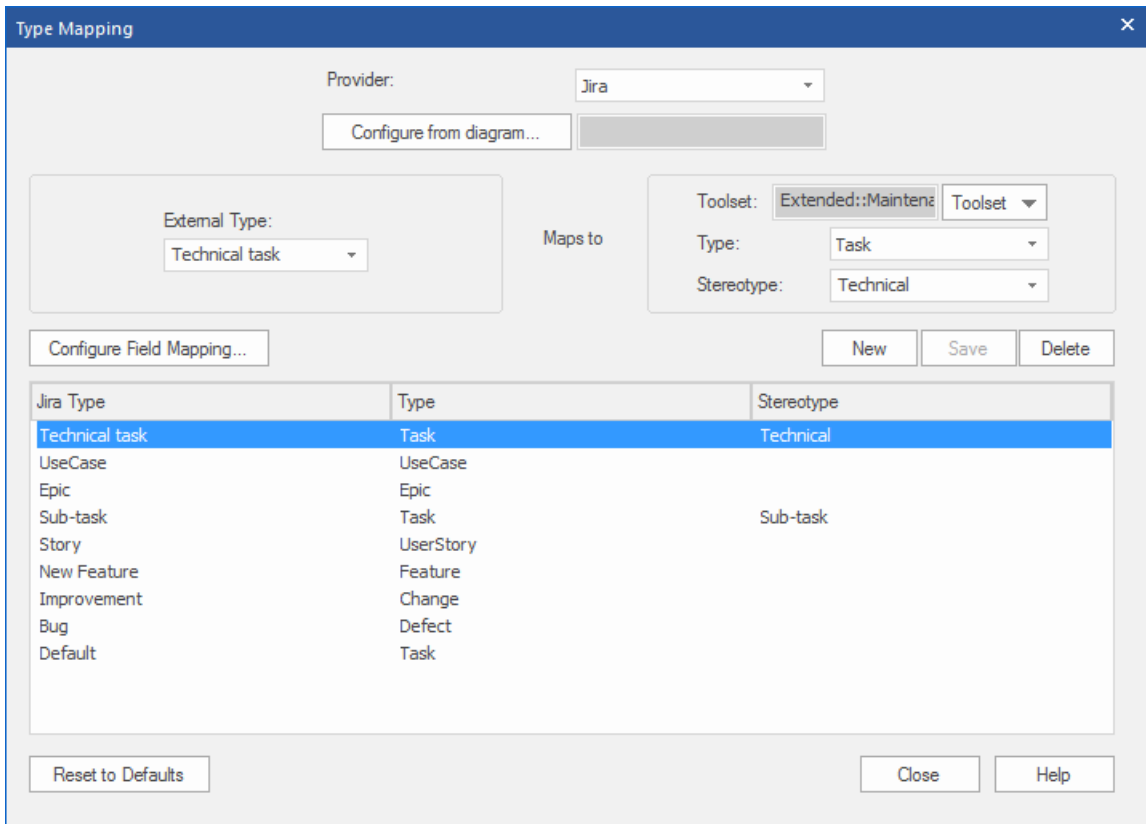 Type Mapping
Provider: Jira
Configure from diagram...
External Type:
Technical task
Maps to
Toolset: Extended::Maintena Toolset
Type: Task
Stereotype: Technical
Configure Field Mapping... New Save Delete
Jira Type Type Stereotype
Technical task Task Technical
UseCase UseCase
Epic Epic
Sub-task Task Sub-task
Story UserStory
New Feature Feature
Improvement Change
Bug Defect
Default Task
Reset to Defaults Close Help